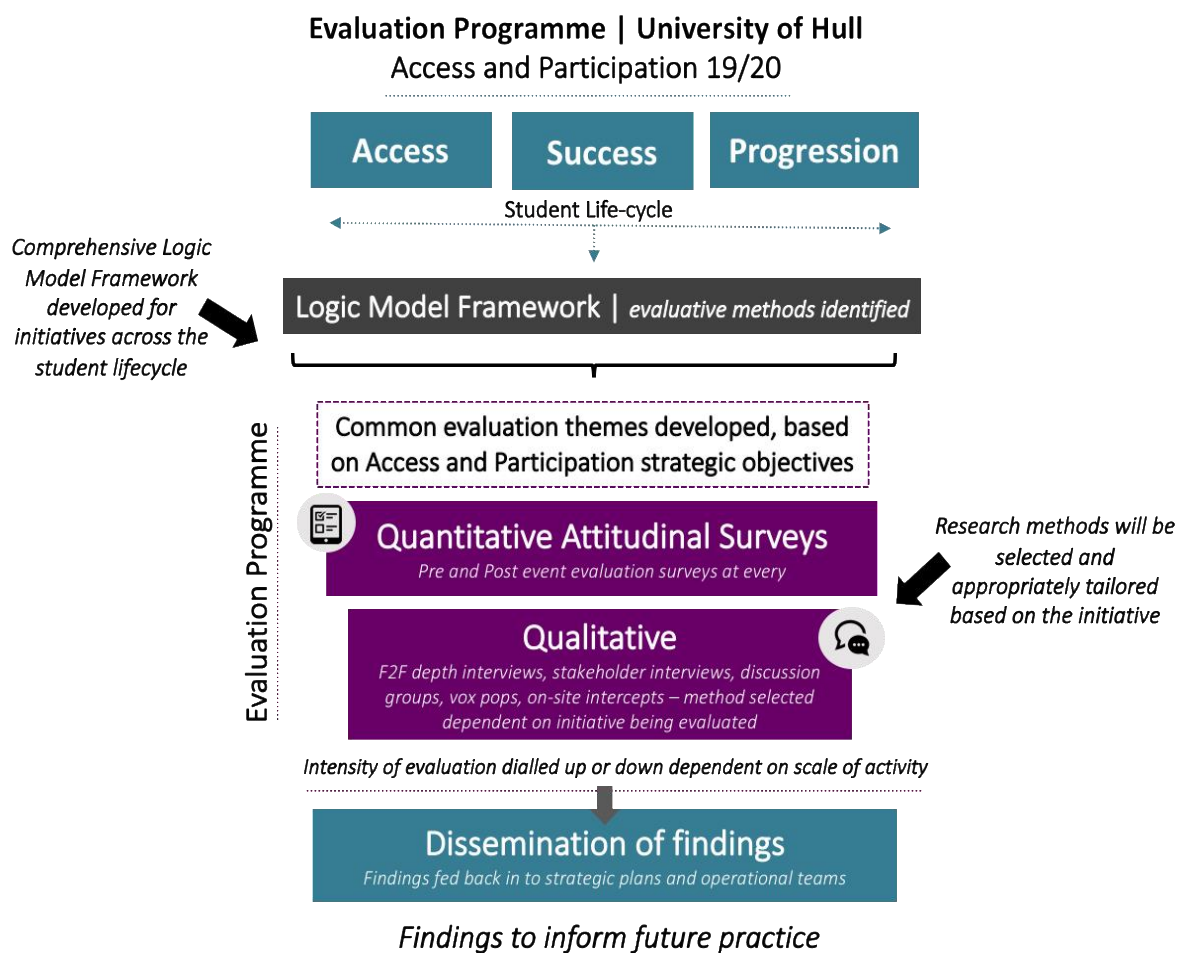 Evaluation Programme | University of Hull
Access and Participation 19/20
Access
Success
Progression
Student Life-cycle
Comprehensive Logic
Model Framework
developed for
initiatives across the
student lifecycle
Logic Model Framework | evaluative methods identified
Common evaluation themes developed, based
on Access and Participation strategic objectives
Evaluation Programme
Quantitative Attitudinal Surveys
Pre and Post event evaluation surveys at every
Research methods will be
selected and
appropriately tailored
based on the initiative
Qualitative
F2F depth interviews, stakeholder interviews, discussion
groups, vox pops, on-site intercepts – method selected
dependent on initiative being evaluated
Intensity of evaluation dialled up or down dependent on scale of activity
Dissemination of findings
Findings fed back in to strategic plans and operational teams
Findings to inform future practice